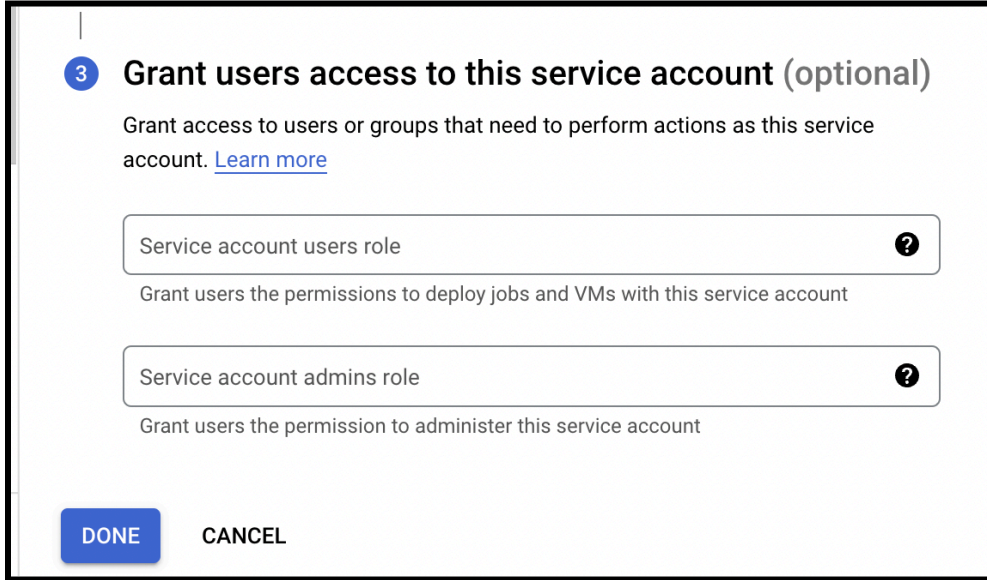 3 Grant users access to this service account (optional)
Grant access to users or groups that need to perform actions as this service
account. Learn more
Service account users role ?
Grant users the permissions to deploy jobs and VMs with this service account
Service account admins role ?
Grant users the permission to administer this service account
DONE CANCEL